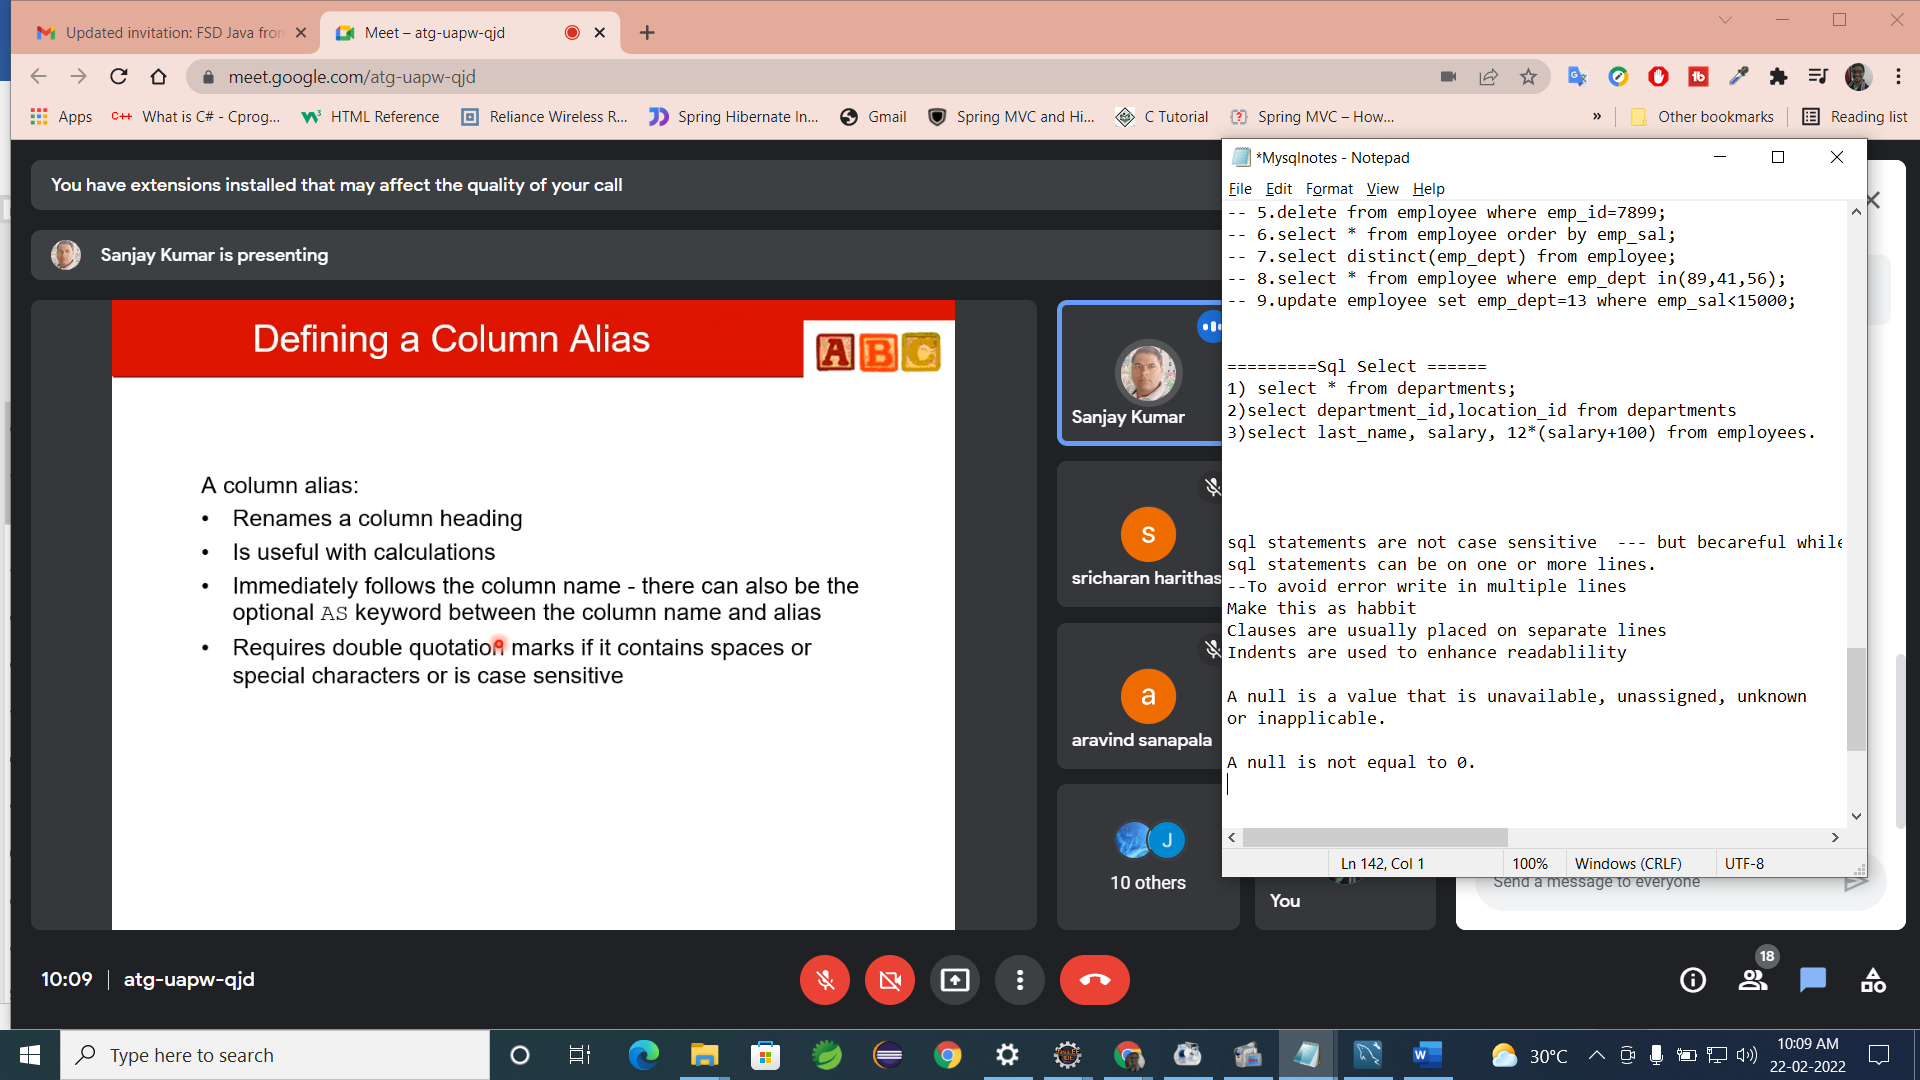 Updated invitation: FSD Java fron
Meet – atg-uapw-qjd
meet.google.com/atg-uapw-qjd
Apps
C++ What is C# - Cprog...
HTML Reference
Reliance Wireless R...
Spring Hibernate In...
Gmail
Spring MVC and Hi...
C Tutorial
Spring MVC – How...
»
Other bookmarks
Reading list
You have extensions installed that may affect the quality of your call
Sanjay Kumar is presenting
Defining a Column Alias
A B C
A column alias:
• Renames a column heading
• Is useful with calculations
• Immediately follows the column name - there can also be the
optional AS keyword between the column name and alias
• Requires double quotation marks if it contains spaces or
special characters or is case sensitive
Sanjay Kumar
s
sricharan harithas
a
aravind sanapala
J
10 others
You
*Mysqlnotes - Notepad
File Edit Format View Help
-- 5.delete from employee where emp_id=7899;
-- 6.select * from employee order by emp_sal;
-- 7.select distinct(emp_dept) from employee;
-- 8.select * from employee where emp_dept in(89,41,56);
-- 9.update employee set emp_dept=13 where emp_sal<15000;
=========Sql Select ======
1) select * from departments;
2)select department_id,location_id from departments
3)select last_name, salary, 12*(salary+100) from employees.
sql statements are not case sensitive  --- but becareful while
sql statements can be on one or more lines.
--To avoid error write in multiple lines
Make this as habbit
Clauses are usually placed on separate lines
Indents are used to enhance readablility
A null is a value that is unavailable, unassigned, unknown
or inapplicable.
A null is not equal to 0.
Ln 142, Col 1
100%
Windows (CRLF)
UTF-8
Send a message to everyone
10:09 | atg-uapw-qjd
18
Type here to search
30°C
10:09 AM
22-02-2022